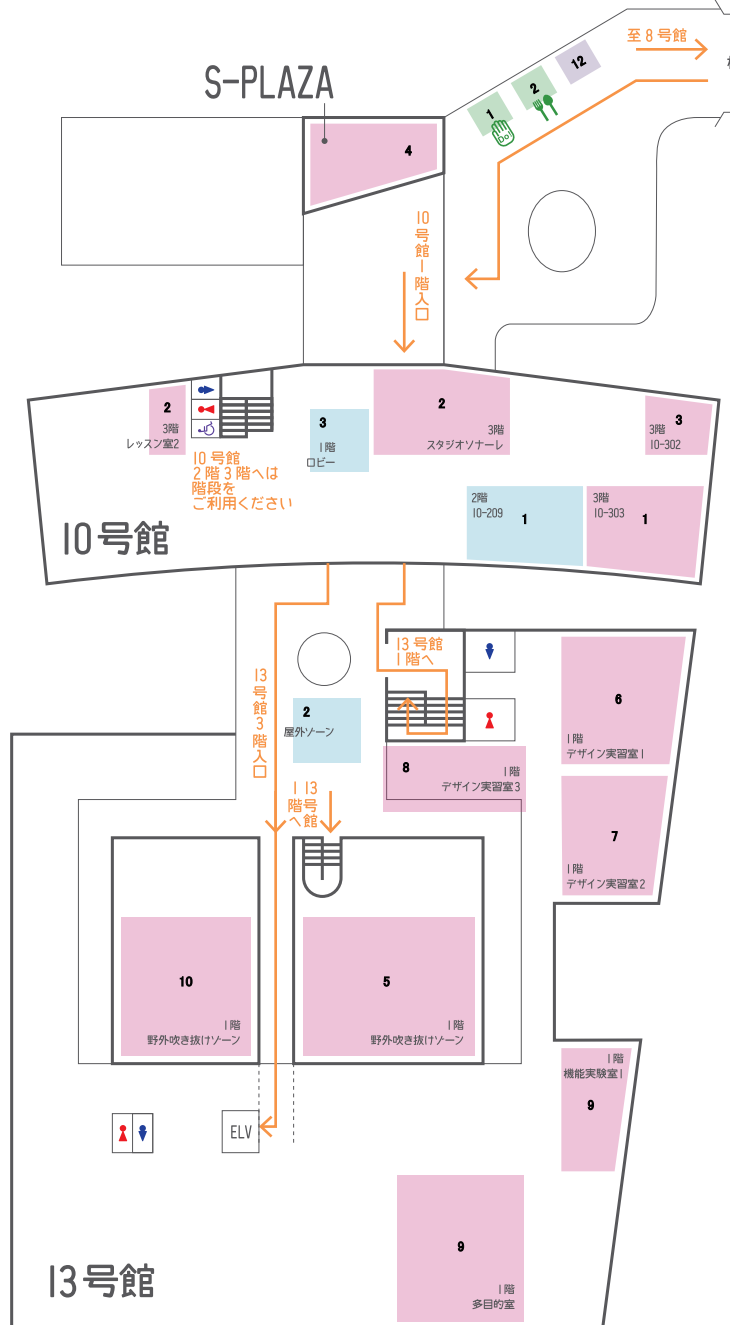 至8号館
12
2
1
Do!
S-PLAZA
4
10号館1階入口
2
3階
レッスン室2
3
1階
ロビー
2
3階
スタジオソナーレ
3
3階
10-302
10号館
2階3階へは
階段を
ご利用ください
2階
10-209
1
3階
10-303
1
10号館
13号館
1階へ
13号館3階入口
2
屋外ゾーン
6
1階
デザイン実習室1
8
1階
デザイン実習室3
13号館
1階へ
7
1階
デザイン実習室2
10
1階
野外吹き抜けゾーン
5
1階
野外吹き抜けゾーン
1階
機能実験室1
9
ELV
9
1階
多目的室
13号館